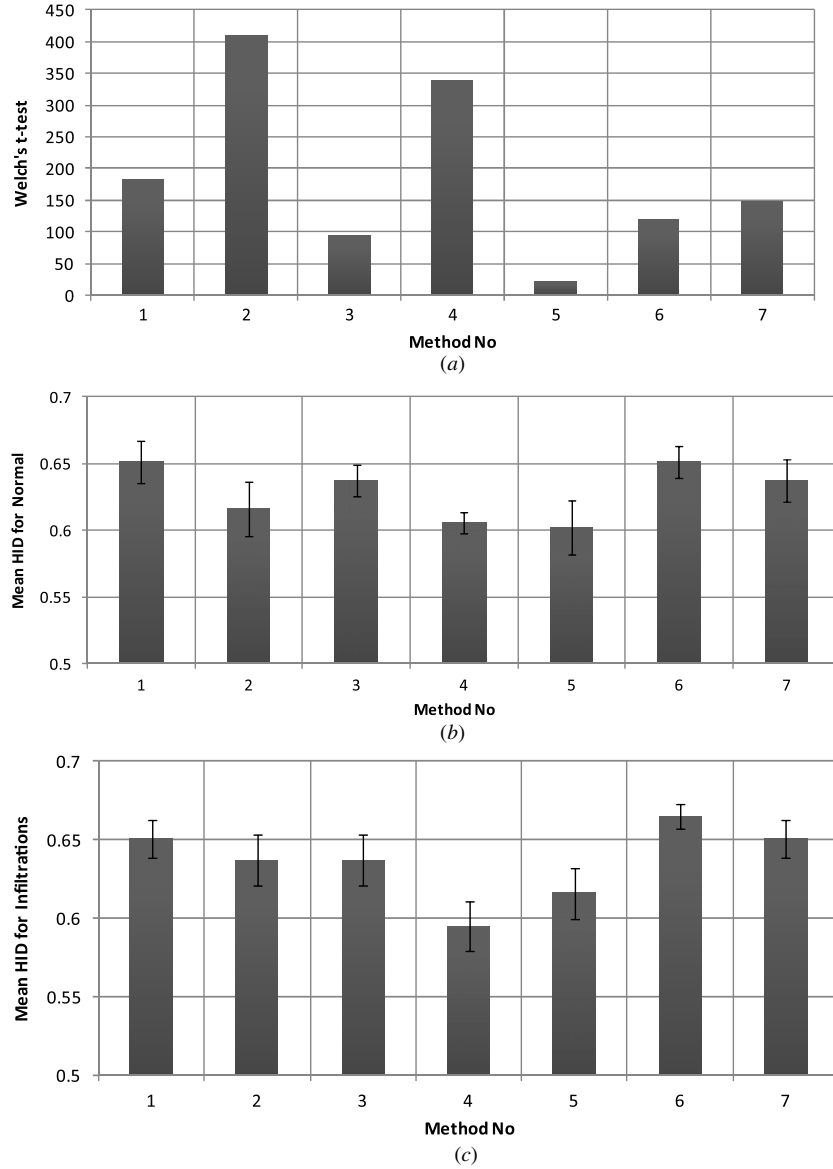 450
400
350
300
250
200
150
100
50
0
Welch's t-test
1 2 3 4 5 6 7
Method No
(a)
0.7
0.65
0.6
0.55
0.5
Mean HID for Normal
1 2 3 4 5 6 7
Method No
(b)
0.7
0.65
0.6
0.55
0.5
Mean HID for Infiltrations
1 2 3 4 5 6 7
Method No
(c)